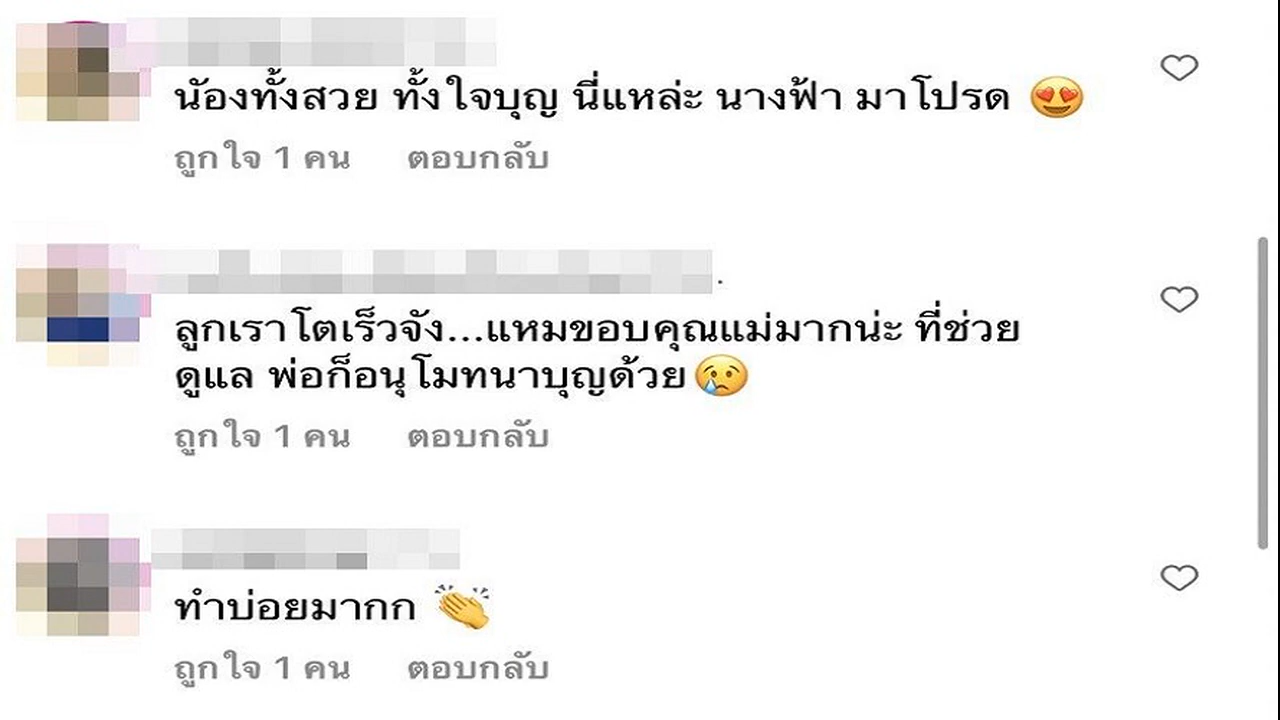 น้องทั้งสวย ทั้งใจบุญ นี่แหล่ะ นางฟ้า มาโปรด 😍
ถูกใจ 1 คน ตอบกลับ
ลูกเราโตเร็วจัง...แหมขอบคุณแม่มากน่ะ ที่ช่วย
ดูแล พ่อก็อนุโมทนาบุญด้วย😢
ถูกใจ 1 คน ตอบกลับ
ทำบ่อยมากก 👏
ถูกใจ 1 คน ตอบกลับ